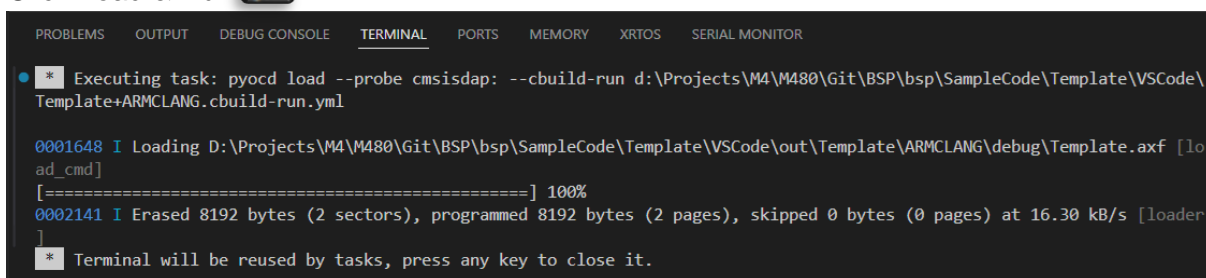 PROBLEMS OUTPUT DEBUG CONSOLE TERMINAL PORTS MEMORY XRTOS SERIAL MONITOR
* Executing task: pyocd load --probe cmsisdap: --cbuild-run d:\Projects\M4\M480\Git\BSP\bsp\SampleCode\Template\VSCode\
Template+ARMCLANG.cbuild-run.yml
0001648 I Loading D:\Projects\M4\M480\Git\BSP\bsp\SampleCode\Template\VSCode\out\Template\ARMCLANG\debug\Template.axf [lo
ad_cmd]
[==================================================] 100%
0002141 I Erased 8192 bytes (2 sectors), programmed 8192 bytes (2 pages), skipped 0 bytes (0 pages) at 16.30 kB/s [loader
]
* Terminal will be reused by tasks, press any key to close it.